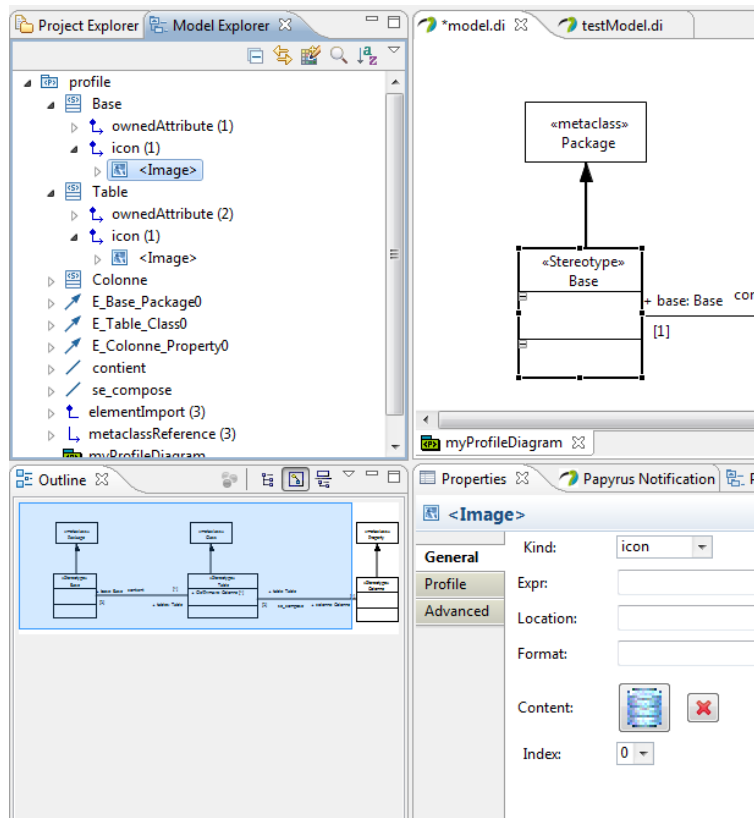 Project Explorer
Model Explorer
*model.di
testModel.di
profile
Base
ownedAttribute (1)
icon (1)
<Image>
Table
ownedAttribute (2)
icon (1)
<Image>
Colonne
E_Base_Package0
E_Table_Class0
E_Colonne_Property0
contient
se_compose
elementImport (3)
metaclassReference (3)
myProfileDiagram
«metaclass»
Package
«Stereotype»
Base
+ base: Base
con
[1]
myProfileDiagram
Outline
Properties
Papyrus Notification
P
<Image>
General
Profile
Advanced
Kind:
icon
Expr:
Location:
Format:
Content:
Index:
0